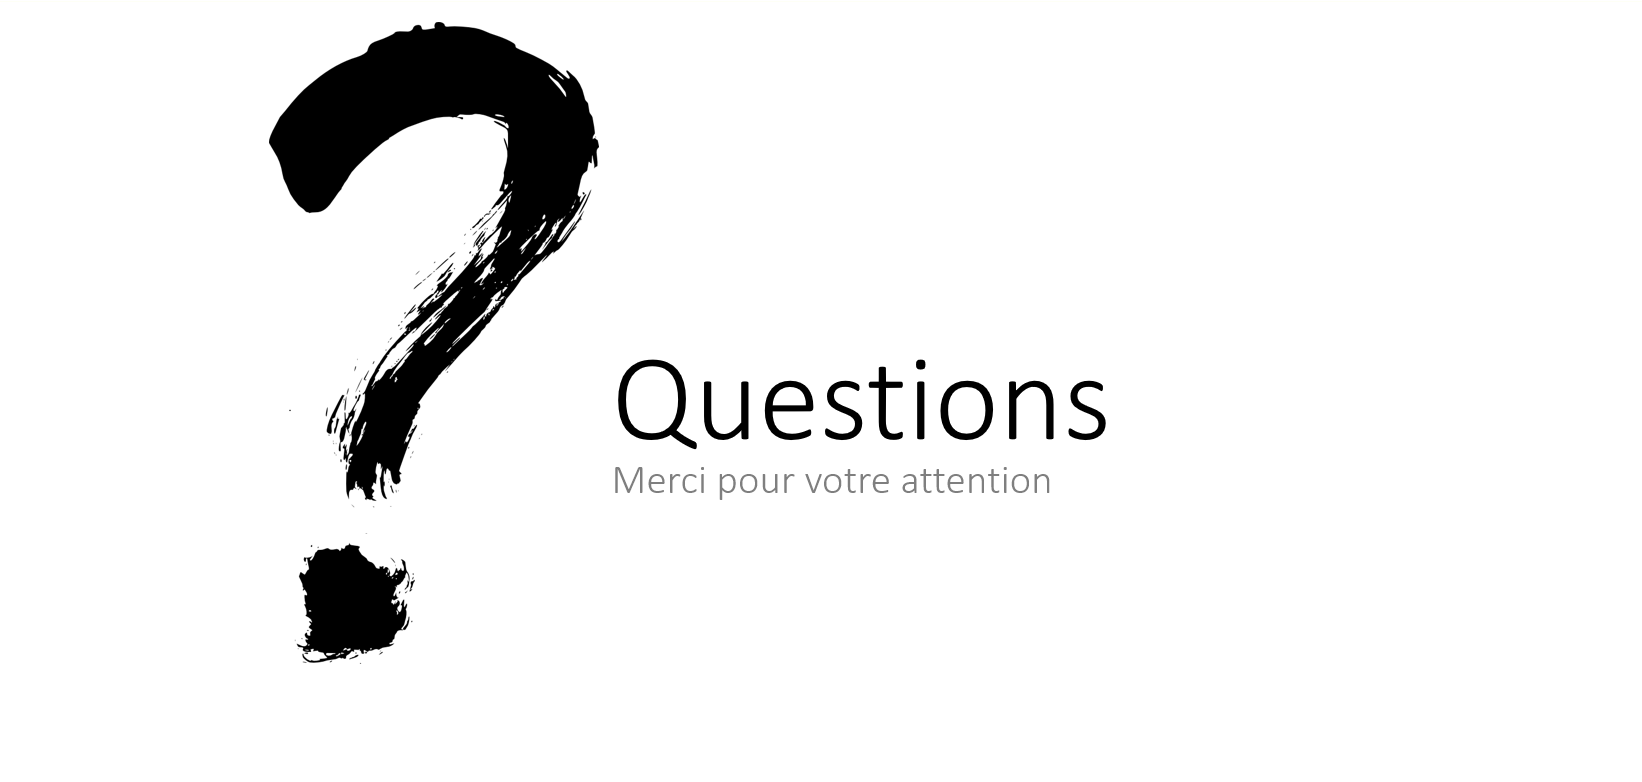 ?
Questions
Merci pour votre attention